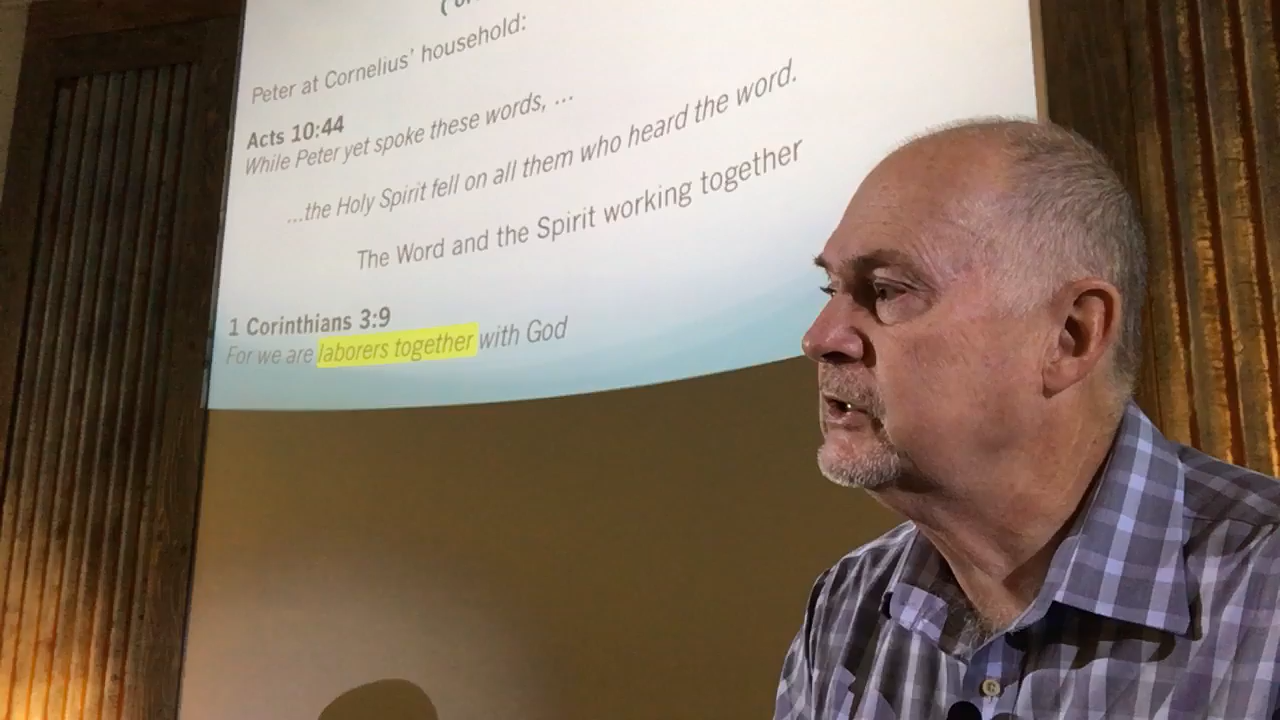 Peter at Cornelius’ household:
Acts 10:44
While Peter yet spoke these words, ...
...the Holy Spirit fell on all them who heard the word.
The Word and the Spirit working together
1 Corinthians 3:9
For we are laborers together with God